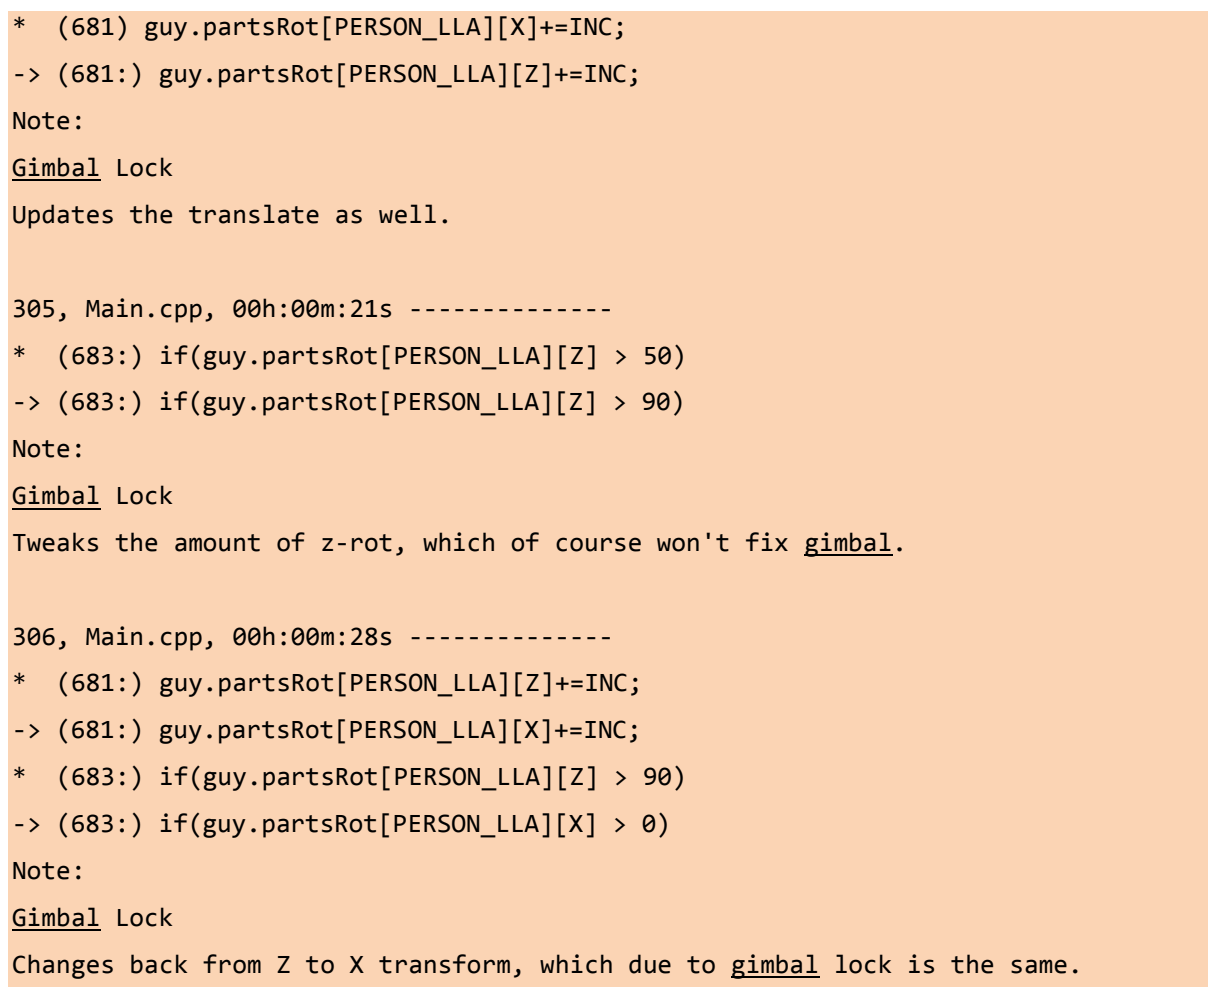 *  (681) guy.partsRot[PERSON_LLA][X]+=INC;
-> (681:) guy.partsRot[PERSON_LLA][Z]+=INC;
Note:
Gimbal Lock
Updates the translate as well.
305, Main.cpp, 00h:00m:21s --------------
*  (683:) if(guy.partsRot[PERSON_LLA][Z] > 50)
-> (683:) if(guy.partsRot[PERSON_LLA][Z] > 90)
Note:
Gimbal Lock
Tweaks the amount of z-rot, which of course won't fix gimbal.
306, Main.cpp, 00h:00m:28s --------------
*  (681:) guy.partsRot[PERSON_LLA][Z]+=INC;
-> (681:) guy.partsRot[PERSON_LLA][X]+=INC;
*  (683:) if(guy.partsRot[PERSON_LLA][Z] > 90)
-> (683:) if(guy.partsRot[PERSON_LLA][X] > 0)
Note:
Gimbal Lock
Changes back from Z to X transform, which due to gimbal lock is the same.